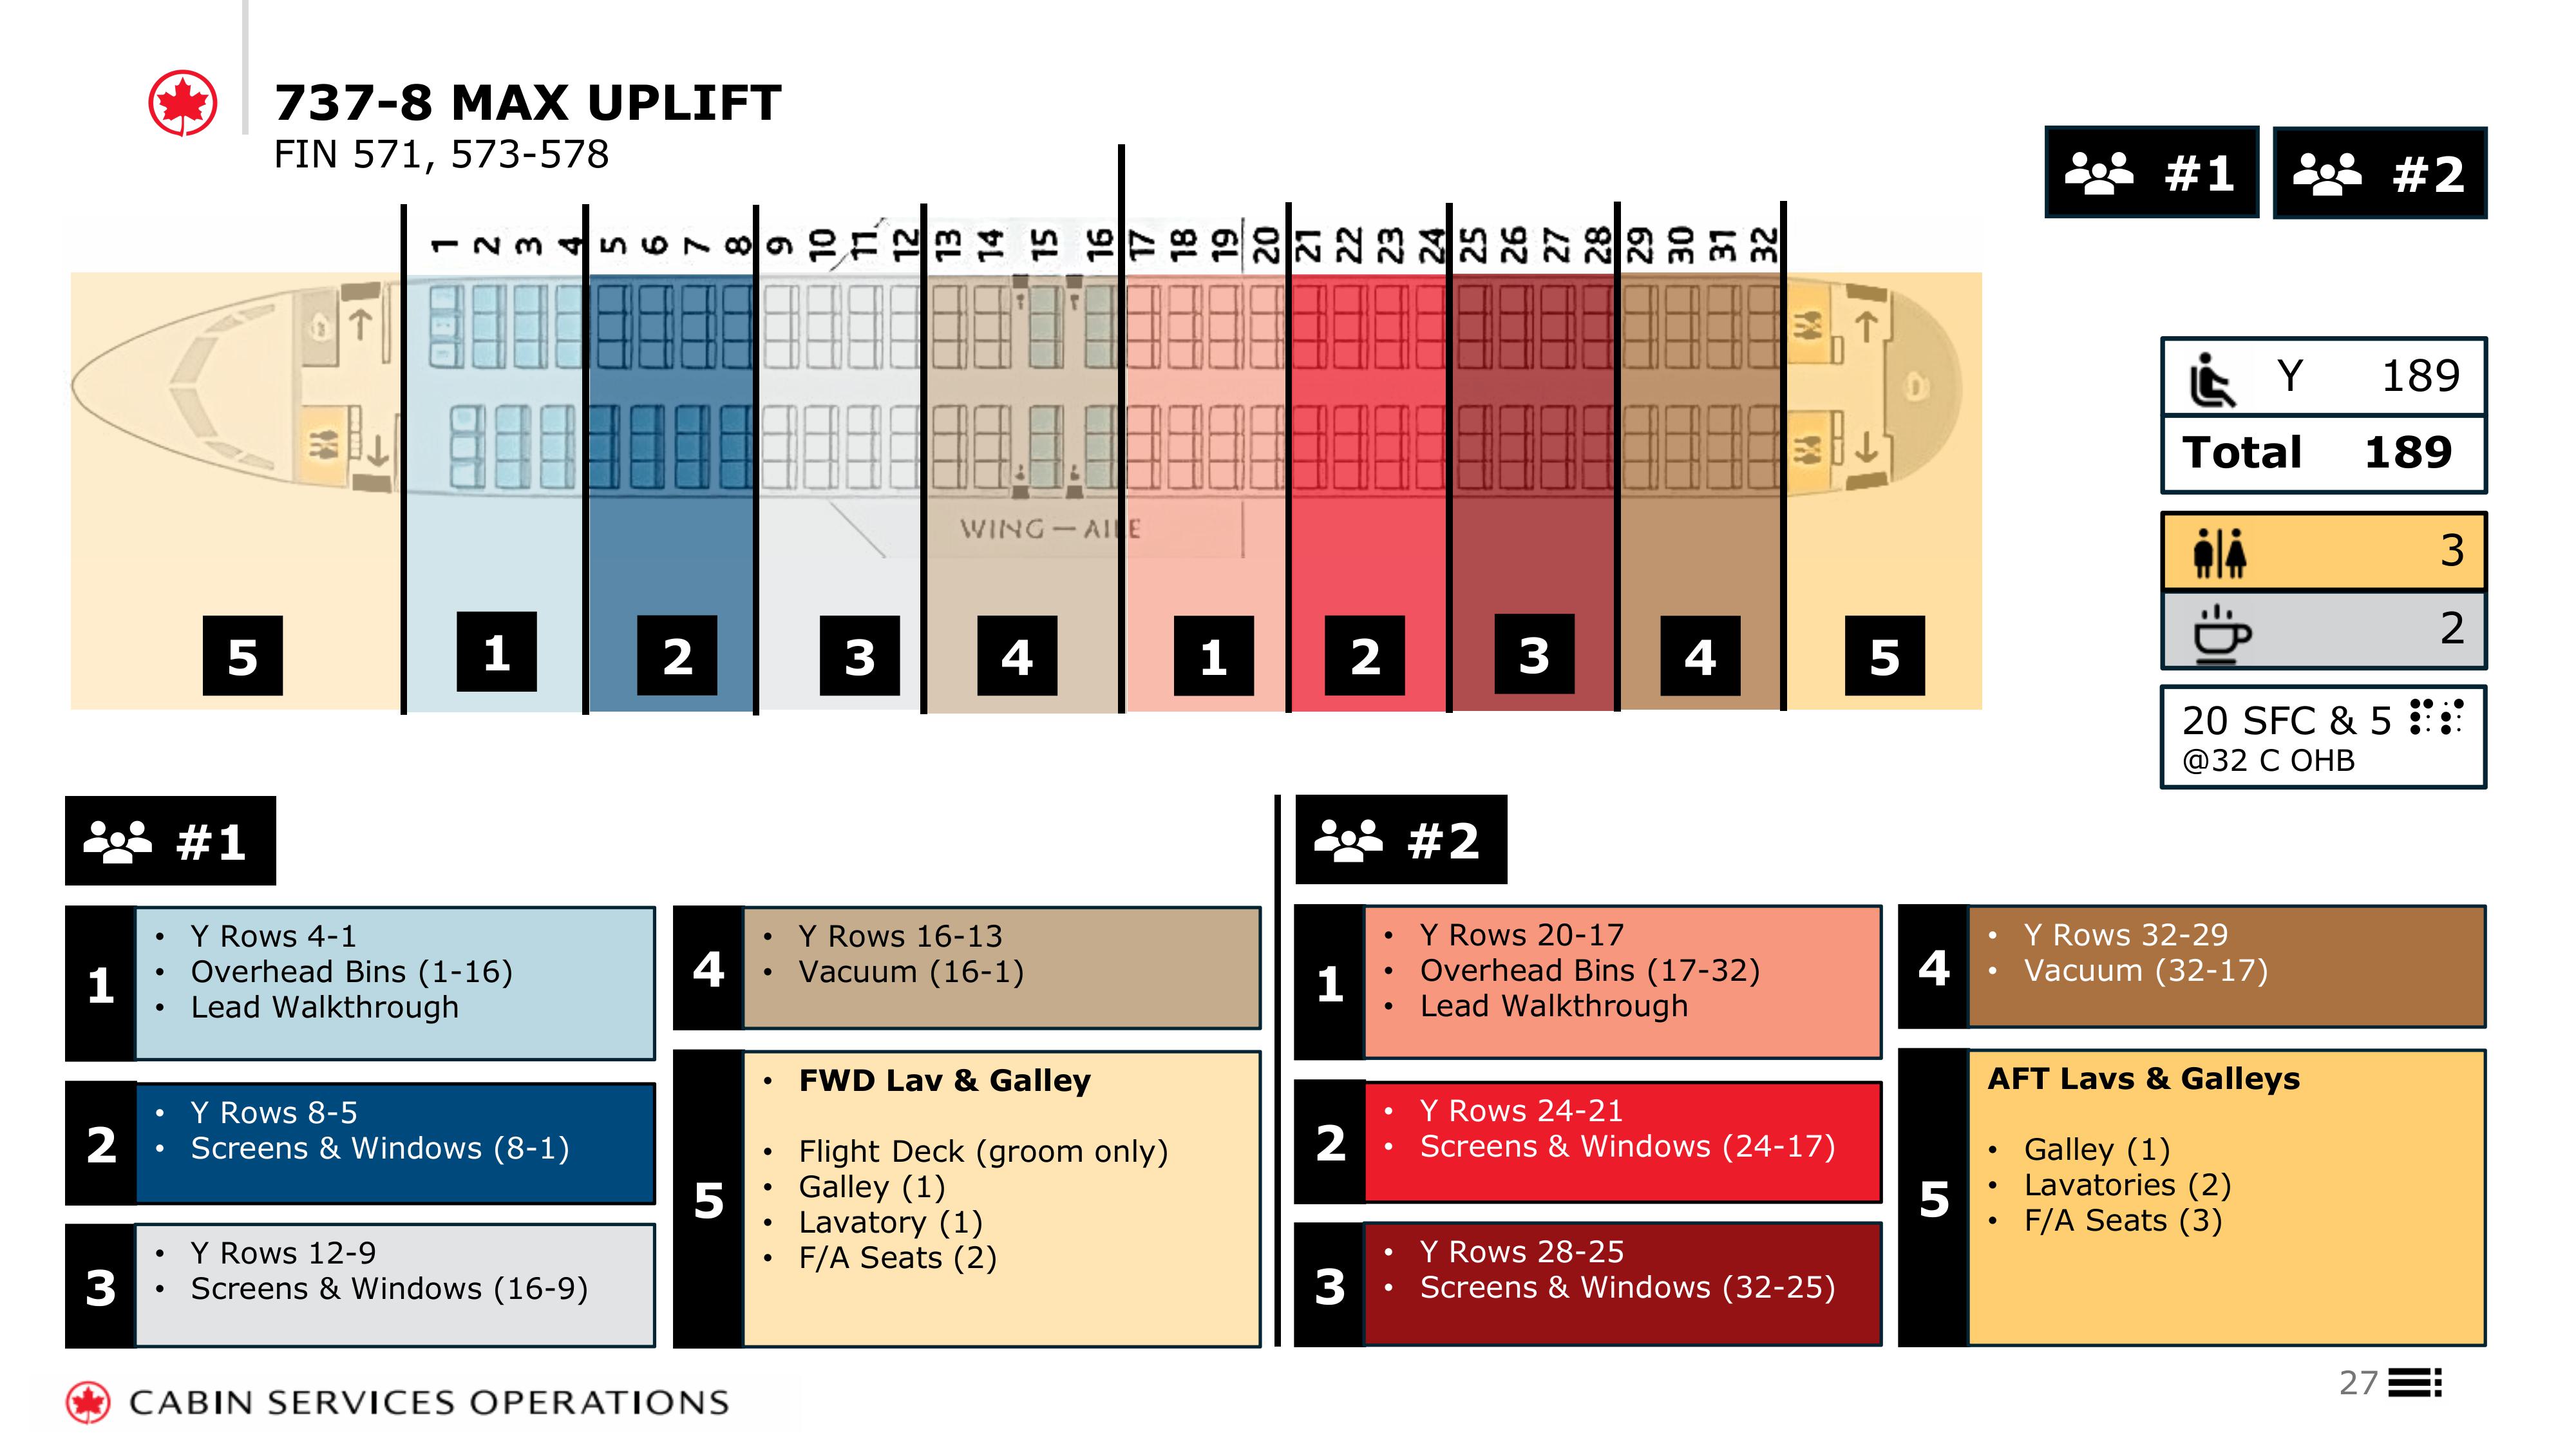 737-8 MAX UPLIFT
FIN 571, 573-578
#1 #2
1 2 3 4 5 6 7 8 9 10 11 12 13 14 15 16 17 18 19 20 21 22 23 24 25 26 27 28 29 30 31 32
WING — AILE
5 1 2 3 4 1 2 3 4 5
Y 189
Total 189
3
2
20 SFC & 5
@32 C OHB
#1
1
• Y Rows 4-1
• Overhead Bins (1-16)
• Lead Walkthrough
2
• Y Rows 8-5
• Screens & Windows (8-1)
3
• Y Rows 12-9
• Screens & Windows (16-9)
4
• Y Rows 16-13
• Vacuum (16-1)
5
• FWD Lav & Galley
• Flight Deck (groom only)
• Galley (1)
• Lavatory (1)
• F/A Seats (2)
#2
1
• Y Rows 20-17
• Overhead Bins (17-32)
• Lead Walkthrough
2
• Y Rows 24-21
• Screens & Windows (24-17)
3
• Y Rows 28-25
• Screens & Windows (32-25)
4
• Y Rows 32-29
• Vacuum (32-17)
5
AFT Lavs & Galleys
• Galley (1)
• Lavatories (2)
• F/A Seats (3)
CABIN SERVICES OPERATIONS
27